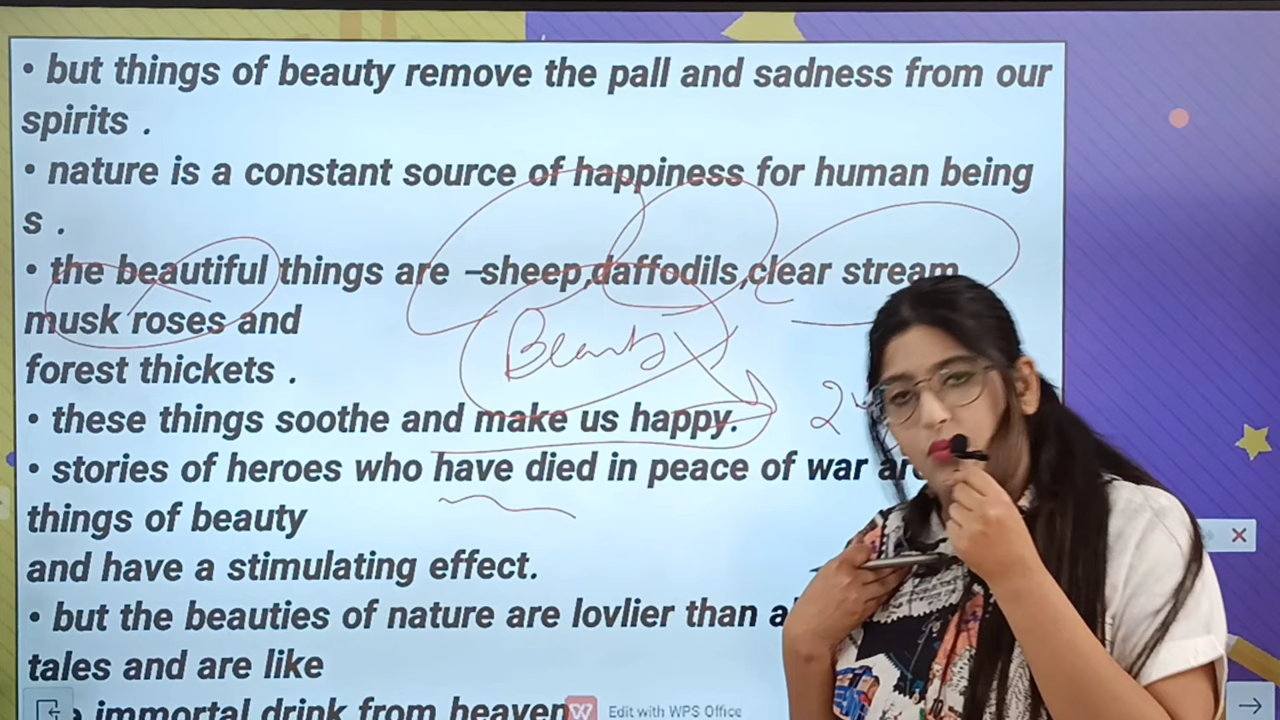 • but things of beauty remove the pall and sadness from our
spirits .
• nature is a constant source of happiness for human being
s .
• the beautiful things are –sheep,daffodils,clear stream
musk roses and
Beauty
forest thickets .
• these things soothe and make us happy.
• stories of heroes who have died in peace of war
things of beauty
and have a stimulating effect.
• but the beauties of nature are lovlier than
tales and are like
immortal drink from heaven
Edit with WPS Office